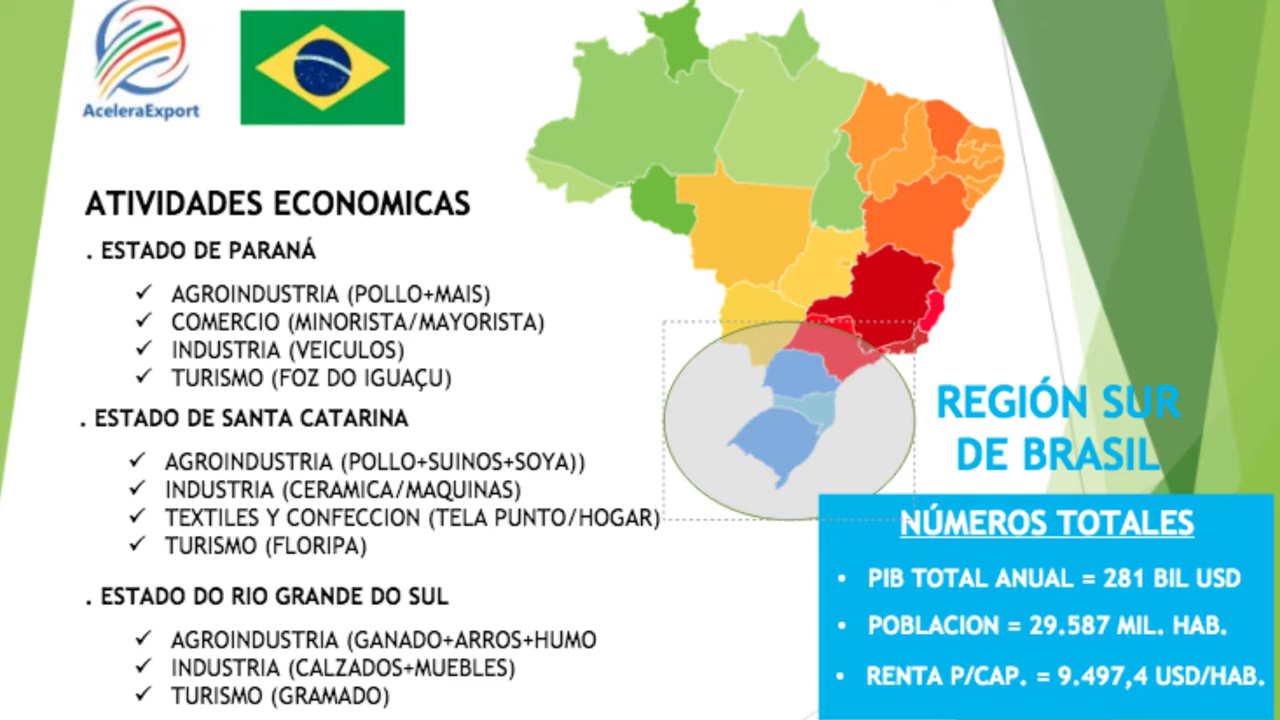 AceleraExport
ATIVIDADES ECONOMICAS
. ESTADO DE PARANÁ
✓ AGROINDUSTRIA (POLLO+MAIS)
✓ COMERCIO (MINORISTA/MAYORISTA)
✓ INDUSTRIA (VEICULOS)
✓ TURISMO (FOZ DO IGUAÇU)
. ESTADO DE SANTA CATARINA
✓ AGROINDUSTRIA (POLLO+SUINOS+SOYA))
✓ INDUSTRIA (CERAMICA/MAQUINAS)
✓ TEXTILES Y CONFECCION (TELA PUNTO/HOGAR)
✓ TURISMO (FLORIPA)
. ESTADO DO RIO GRANDE DO SUL
✓ AGROINDUSTRIA (GANADO+ARROS+HUMO
✓ INDUSTRIA (CALZADOS+MUEBLES)
✓ TURISMO (GRAMADO)
REGIÓN SUR
DE BRASIL
NÚMEROS TOTALES
• PIB TOTAL ANUAL = 281 BIL USD
• POBLACION = 29.587 MIL. HAB.
• RENTA P/CAP. = 9.497,4 USD/HAB.